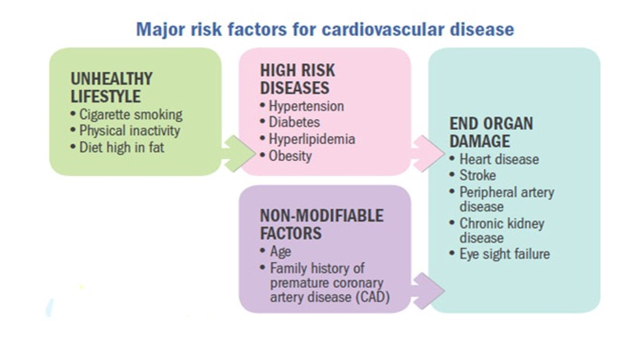 Major risk factors for cardiovascular disease
UNHEALTHY
LIFESTYLE
• Cigarette smoking
• Physical inactivity
• Diet high in fat
HIGH RISK
DISEASES
• Hypertension
• Diabetes
• Hyperlipidemia
• Obesity
NON-MODIFIABLE
FACTORS
• Age
• Family history of
premature coronary
artery disease (CAD)
END ORGAN
DAMAGE
• Heart disease
• Stroke
• Peripheral artery
disease
• Chronic kidney
disease
• Eye sight failure